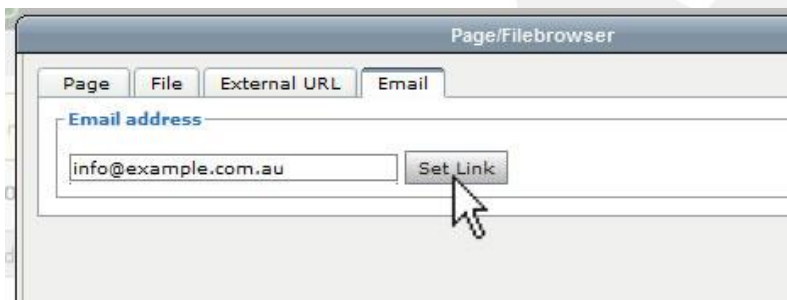 Page/Filebrowser
Page File External URL Email
Email address
info@example.com.au Set Link